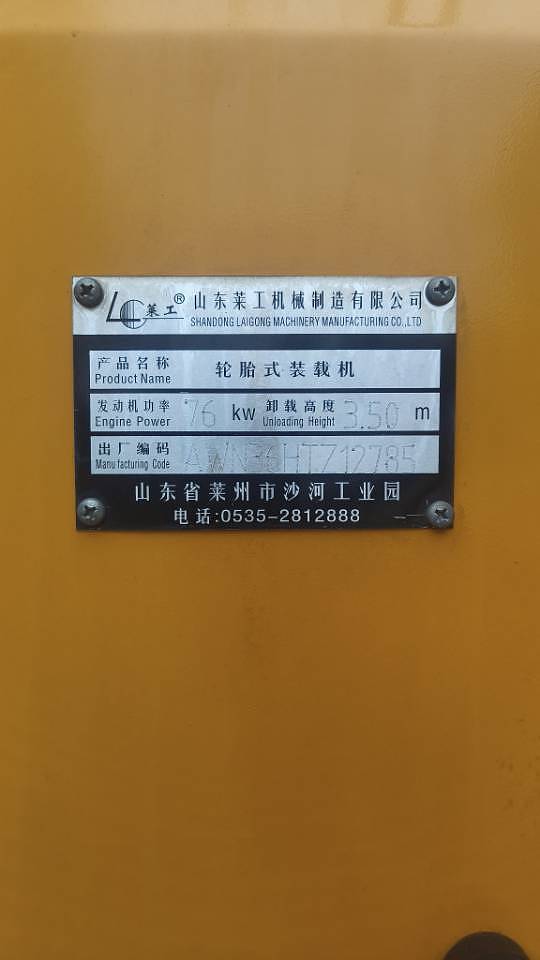 LG 莱工® 山东莱工机械制造有限公司
SHANDONG LAIGONG MACHINERY MANUFACTURING CO.,LTD
产品名称 轮胎式装载机
Product Name
发动机功率 76 kw 卸载高度 3.50 m
Engine Power Unloading Height
出厂编码 AWN36HTZ12785
Manufacturing Code
山东省莱州市沙河工业园
电话:0535-2812888